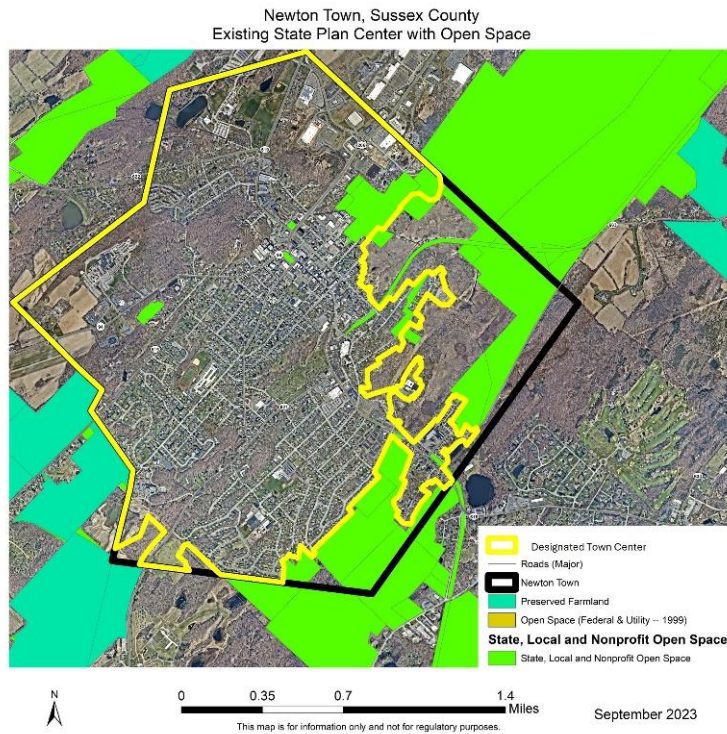 Newton Town, Sussex County
Existing State Plan Center with Open Space
Designated Town Center
Roads (Major)
Newton Town
Preserved Farmland
Open Space (Federal & Utility -- 1999)
State, Local and Nonprofit Open Space
State, Local and Nonprofit Open Space
N
0 0.35 0.7 1.4
Miles
This map is for information only and not for regulatory purposes.
September 2023